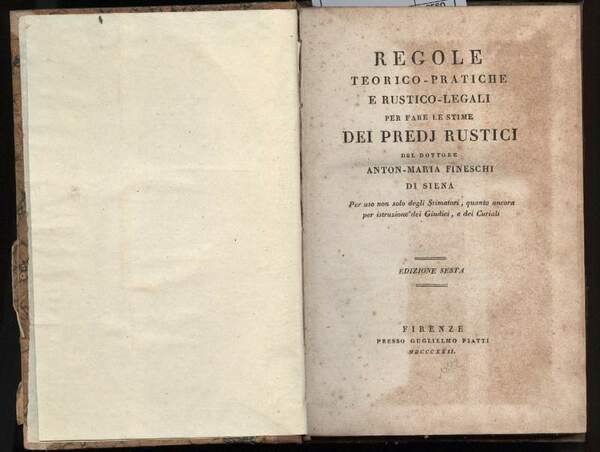 REGOLE
TEORICO-PRATICHE
E RUSTICO-LEGALI
PER FARE LE STIME
DEI PREDJ RUSTICI
DEL DOTTORE
ANTON-MARIA FINESCHI
DI SIENA
Per uso non solo degli Stimatori, quanto ancora
per istruzione dei Giudici, e dei Curiali
EDIZIONE SESTA
FIRENZE
PRESSO GUGLIELMO PIATTI
MDCCCXXII.